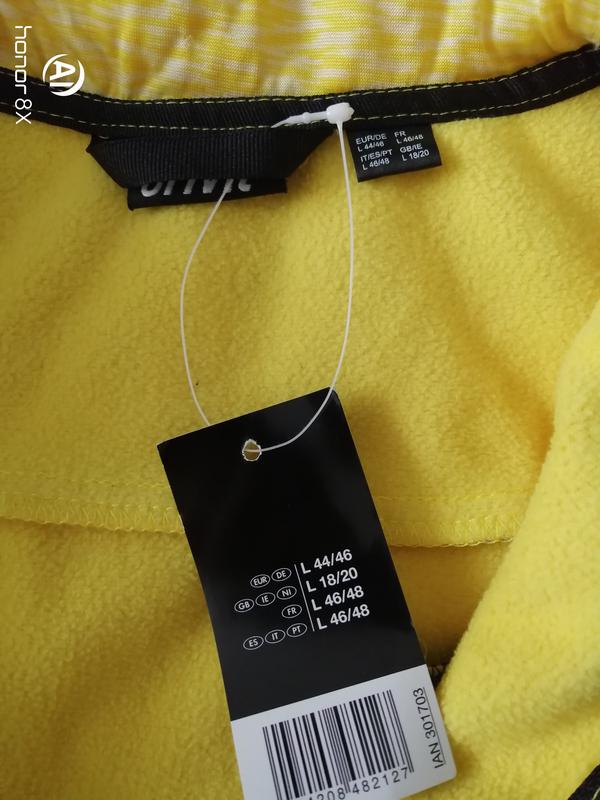 honor 8X
AI
EUR/DE FR
L 44/46 L 46/48
IT/ES/PT GB/IE
L 46/48 L 18/20
EUR DE L 44/46
GB IE NI L 18/20
FR L 46/48
ES IT PT L 46/48
IAN 301703
208 482127